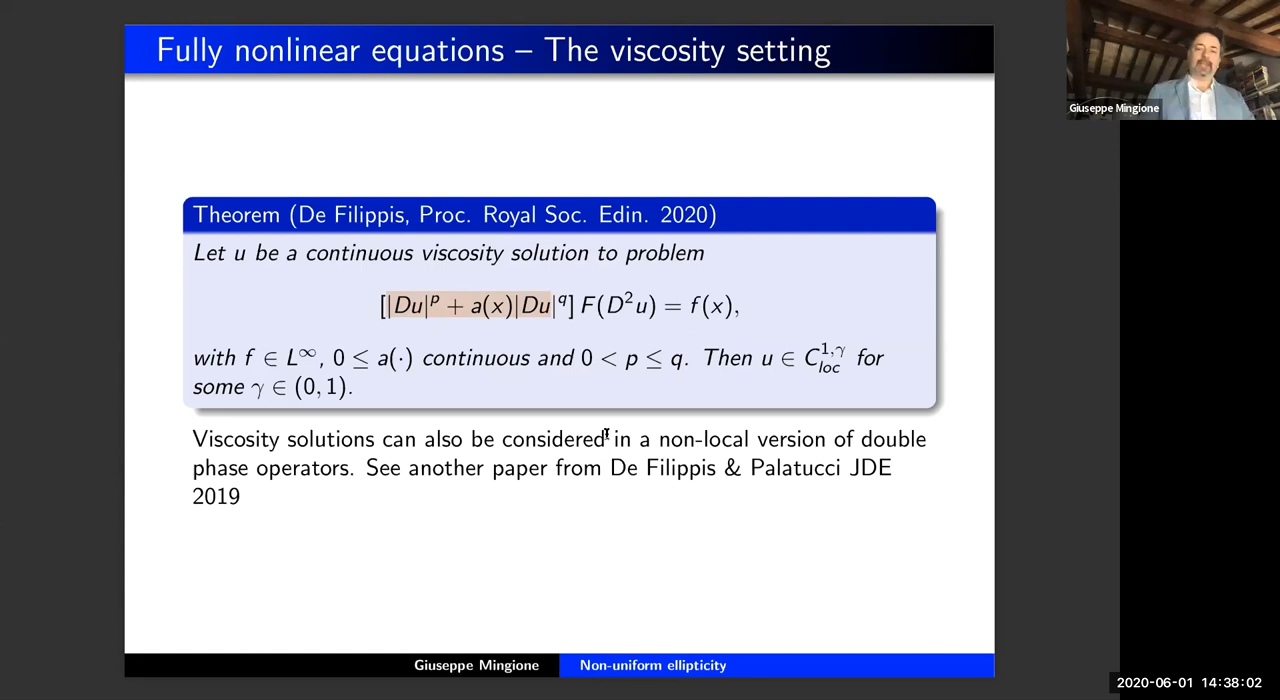 Fully nonlinear equations – The viscosity setting
Giuseppe Mingione
Theorem (De Filippis, Proc. Royal Soc. Edin. 2020)
Let u be a continuous viscosity solution to problem
[|Du|^p + a(x)|Du|^q] F(D²u) = f(x),
with f ∈ L^∞, 0 ≤ a(·) continuous and 0 < p ≤ q. Then u ∈ C^{1,γ}_{loc} for
some γ ∈ (0, 1).
Viscosity solutions can also be considered in a non-local version of double
phase operators. See another paper from De Filippis & Palatucci JDE
2019
Giuseppe Mingione
Non-uniform ellipticity
2020-06-01 14:38:02